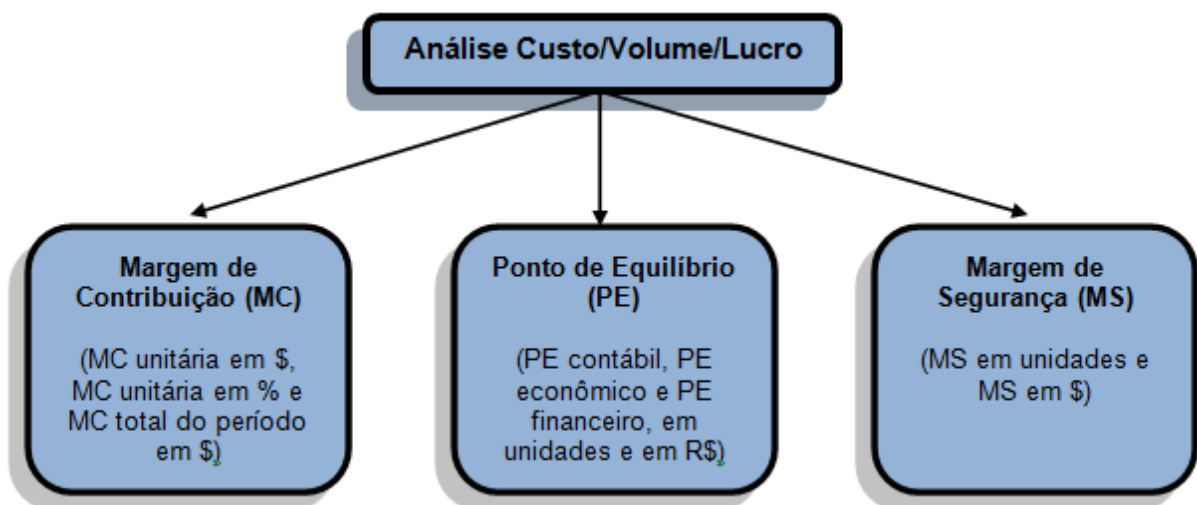 Análise Custo/Volume/Lucro
Margem de
Contribuição (MC)
(MC unitária em $,
MC unitária em % e
MC total do período
em $)
Ponto de Equilíbrio
(PE)
(PE contábil, PE
econômico e PE
financeiro, em
unidades e em R$)
Margem de
Segurança (MS)
(MS em unidades e
MS em $)